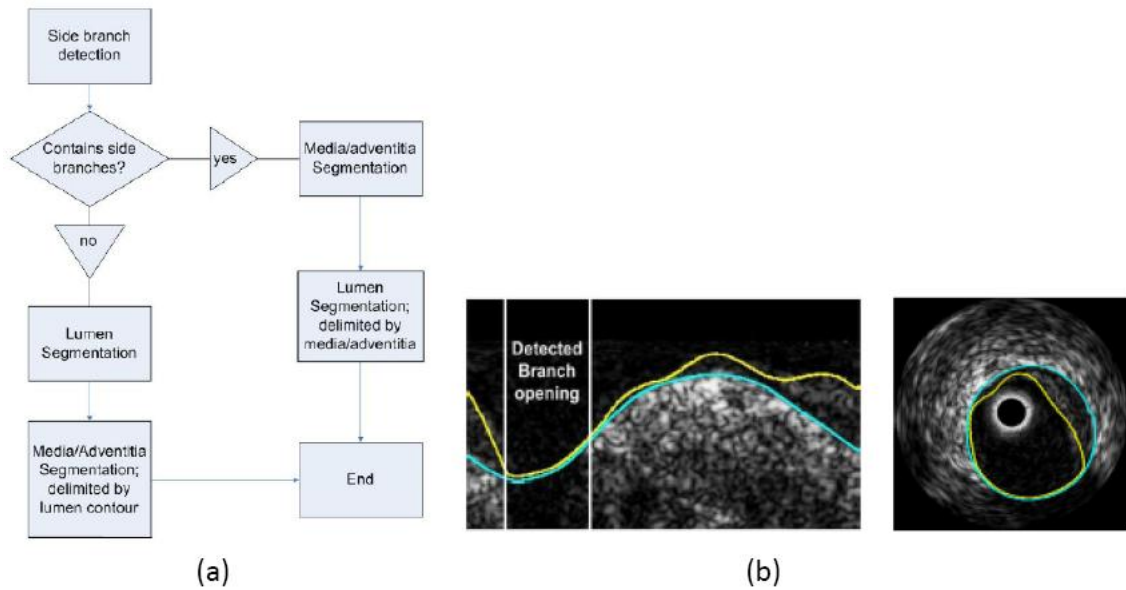 Side branch
detection
Contains side
branches?
yes
Media/adventitia
Segmentation
no
Lumen
Segmentation
Lumen
Segmentation;
delimited by
media/adventitia
Media/Adventitia
Segmentation;
delimited by
lumen contour
End
Detected
Branch
opening
(a)
(b)